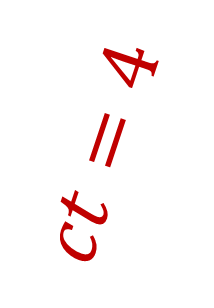 ct = 4